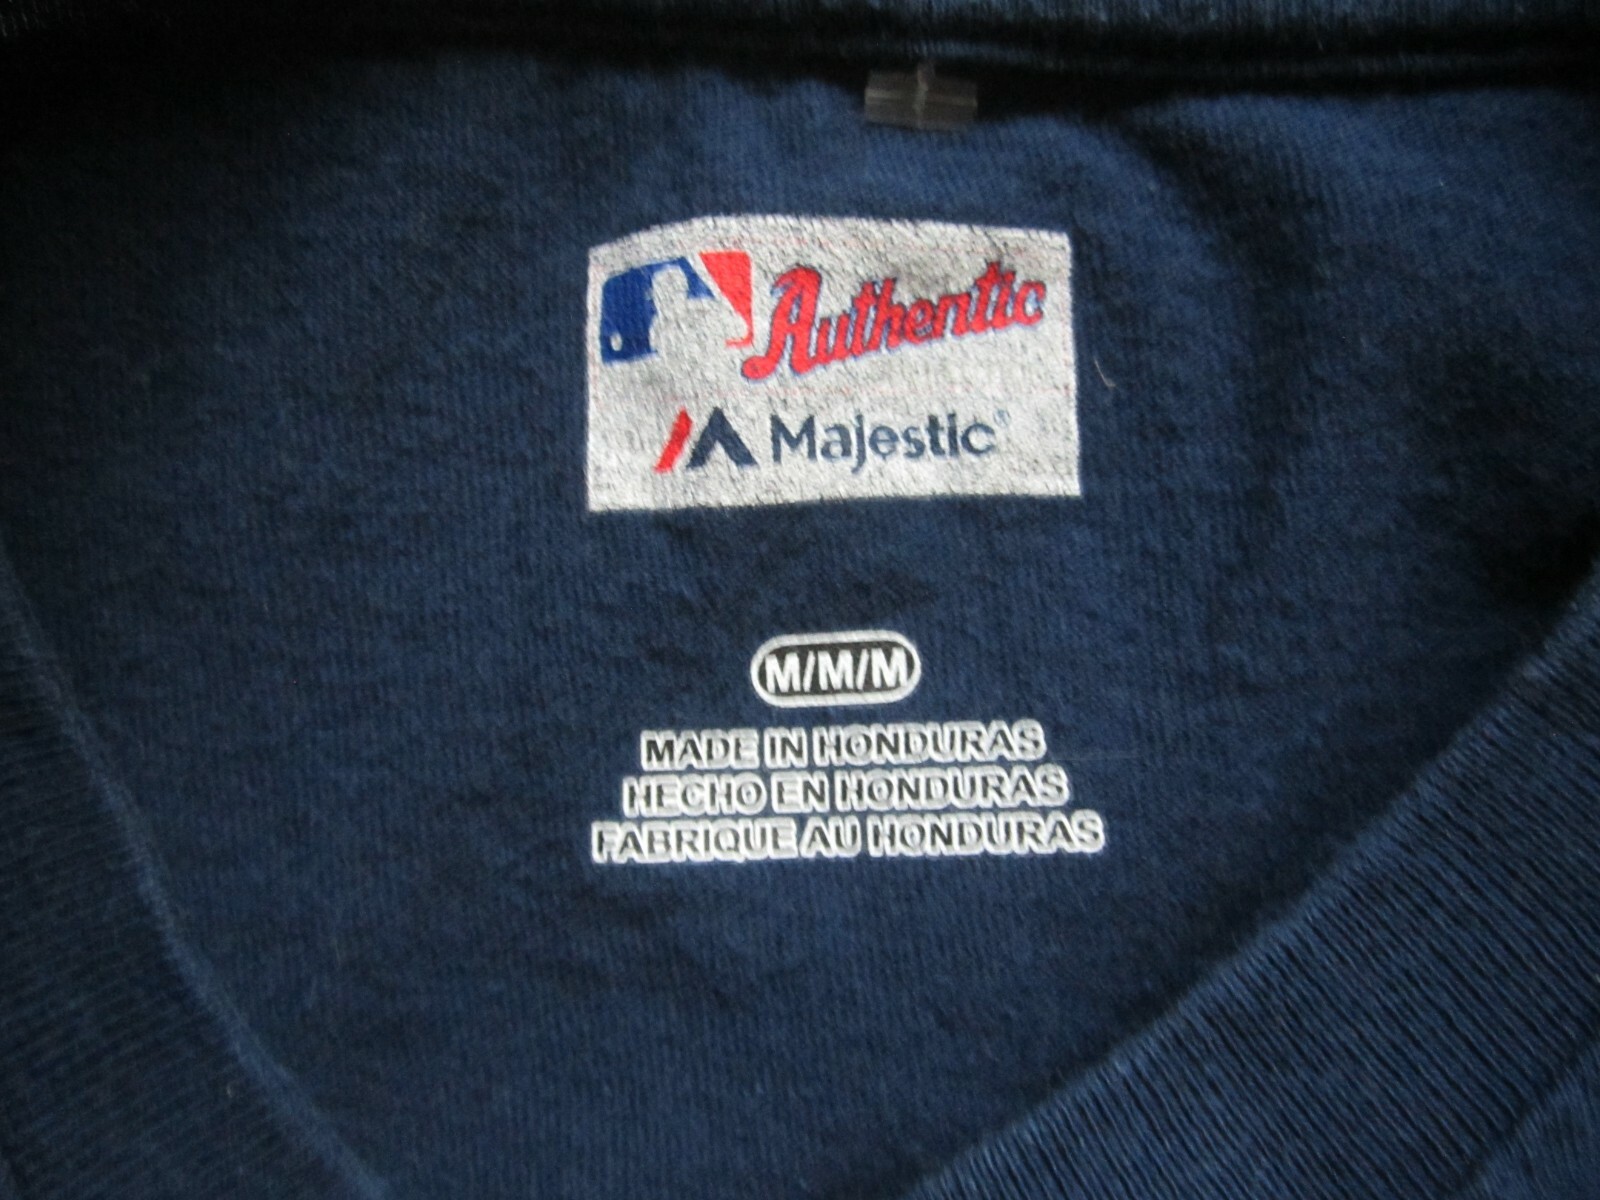 Authentic
Majestic®
M/M/M
MADE IN HONDURAS
HECHO EN HONDURAS
FABRIQUE AU HONDURAS